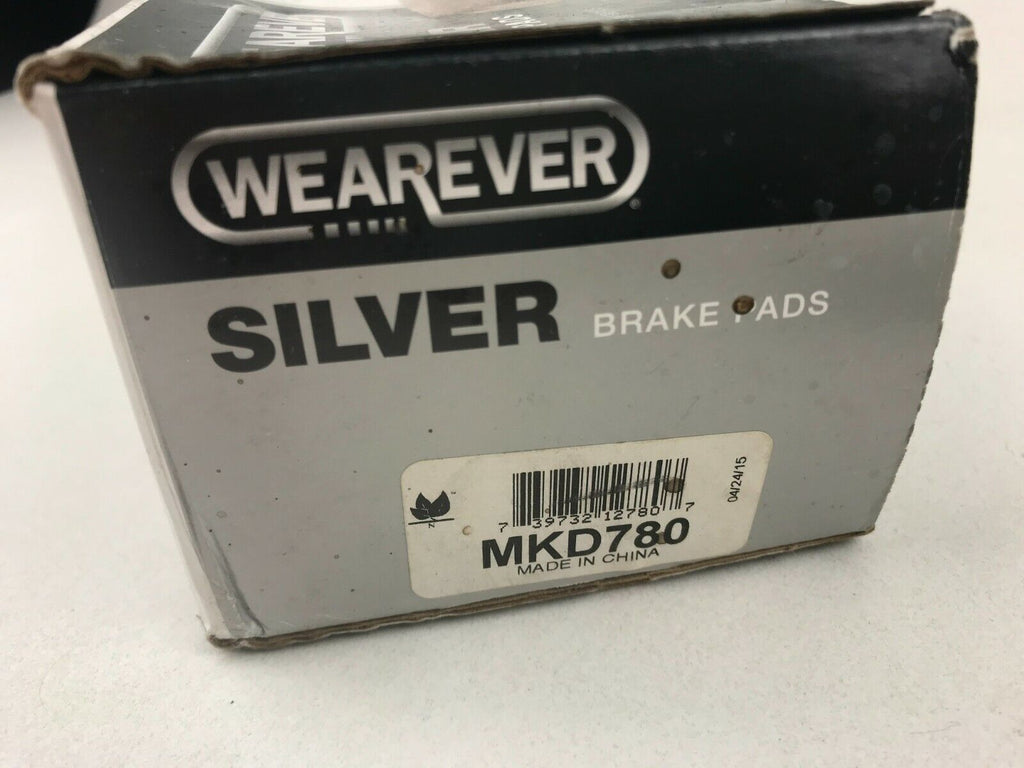 WEAREVER
SILVER BRAKE PADS
04/24/15
7 39732 12780 7
MKD780
MADE IN CHINA